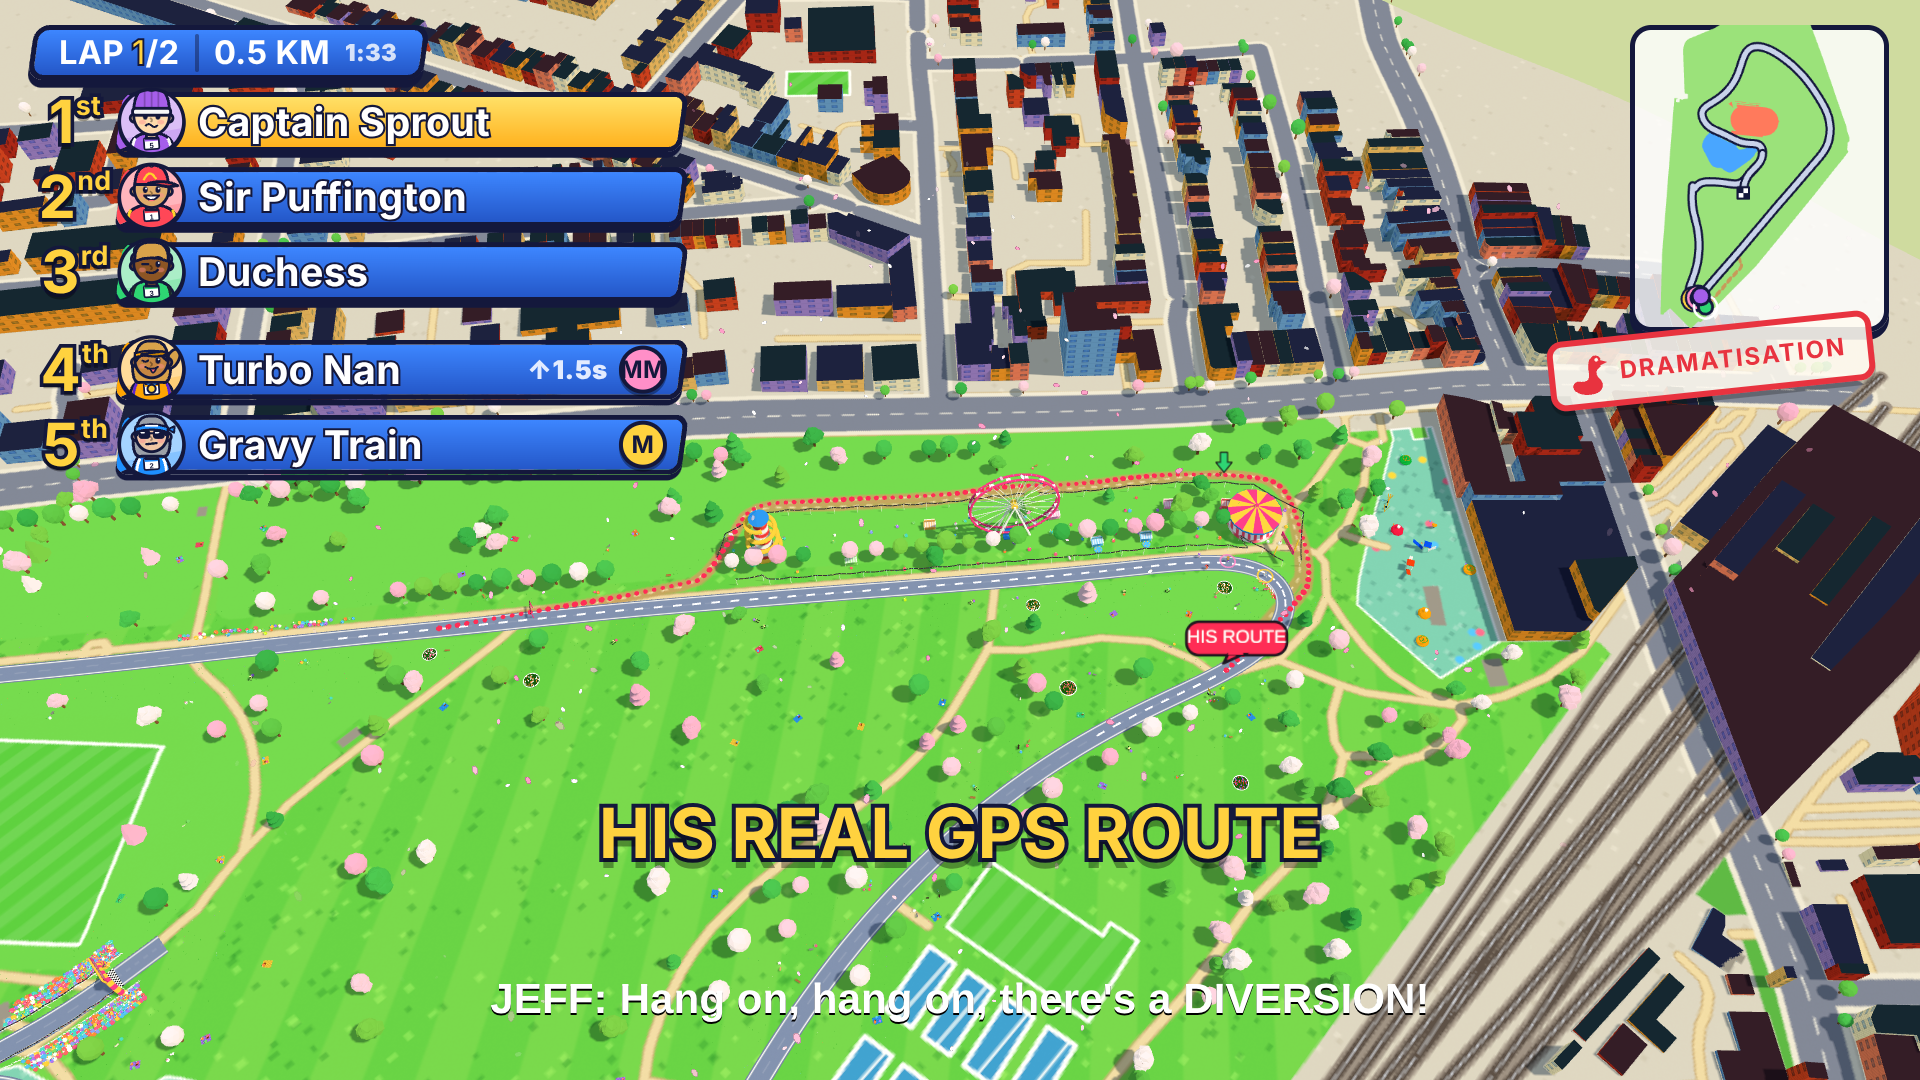 LAP 1/2 0.5 KM 1:33
1st Captain Sprout
2nd Sir Puffington
3rd Duchess
4th Turbo Nan ↑1.5s MM
5th Gravy Train M
DRAMATISATION
HIS ROUTE
HIS REAL GPS ROUTE
JEFF: Hang on, hang on, there's a DIVERSION!